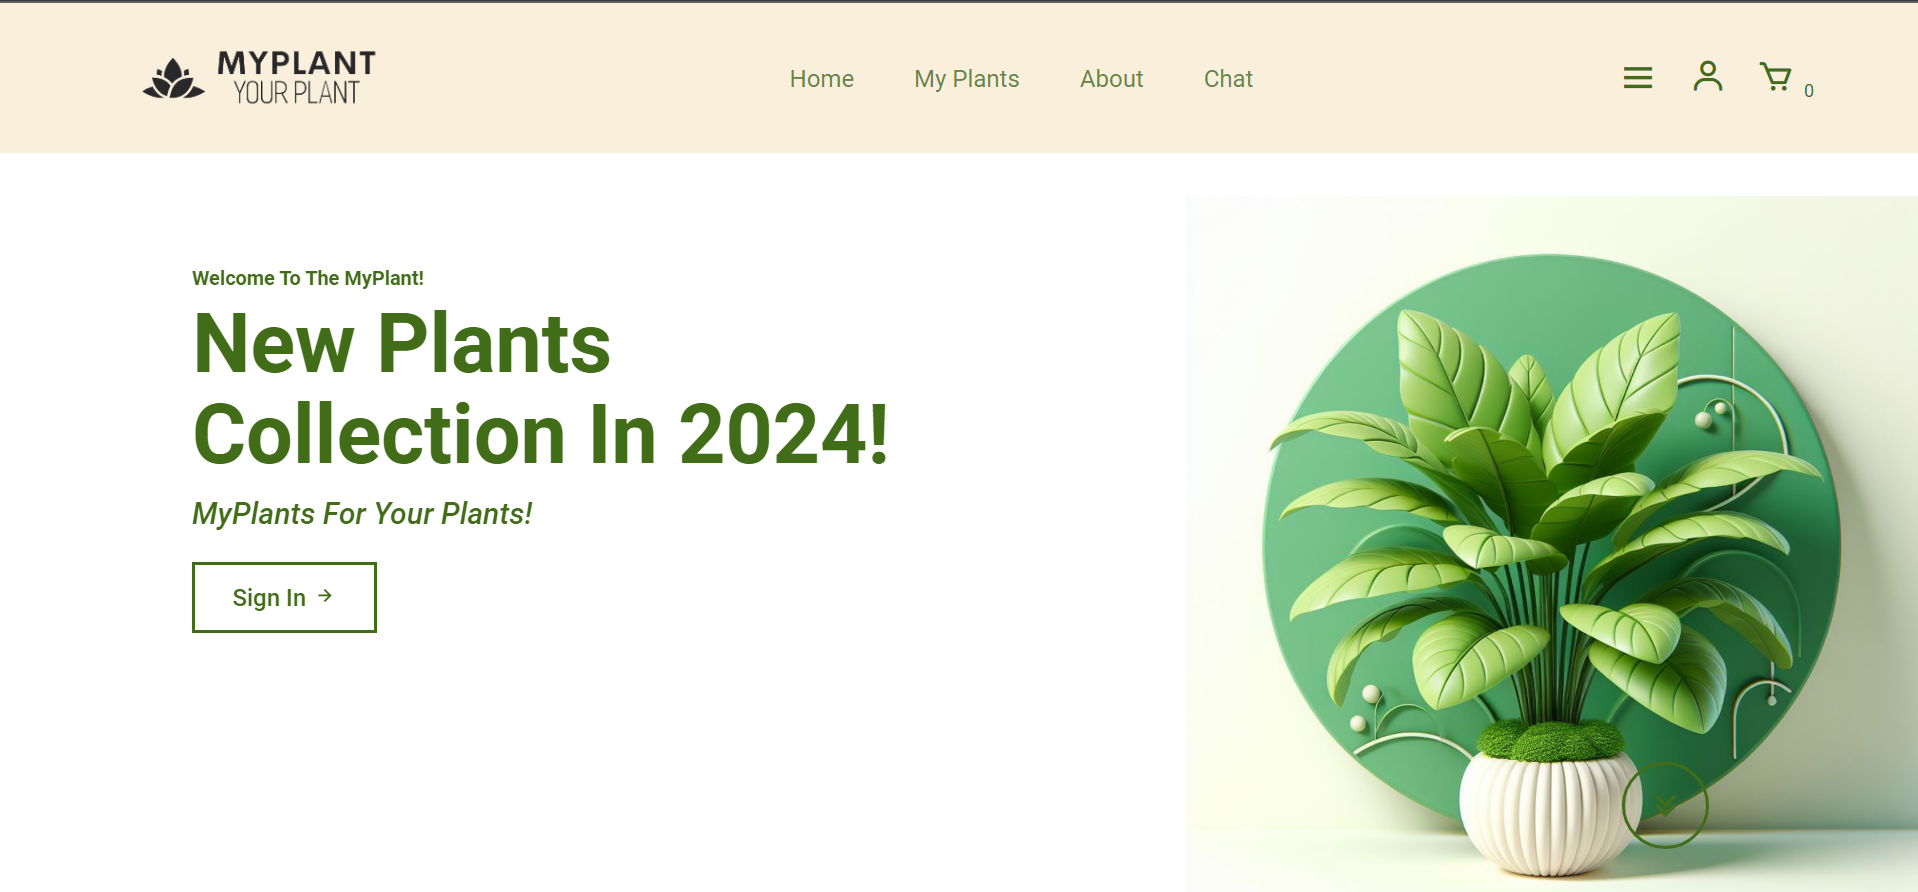 MYPLANT
YOUR PLANT
Home
My Plants
About
Chat
0
Welcome To The MyPlant!
New Plants
Collection In 2024!
MyPlants For Your Plants!
Sign In